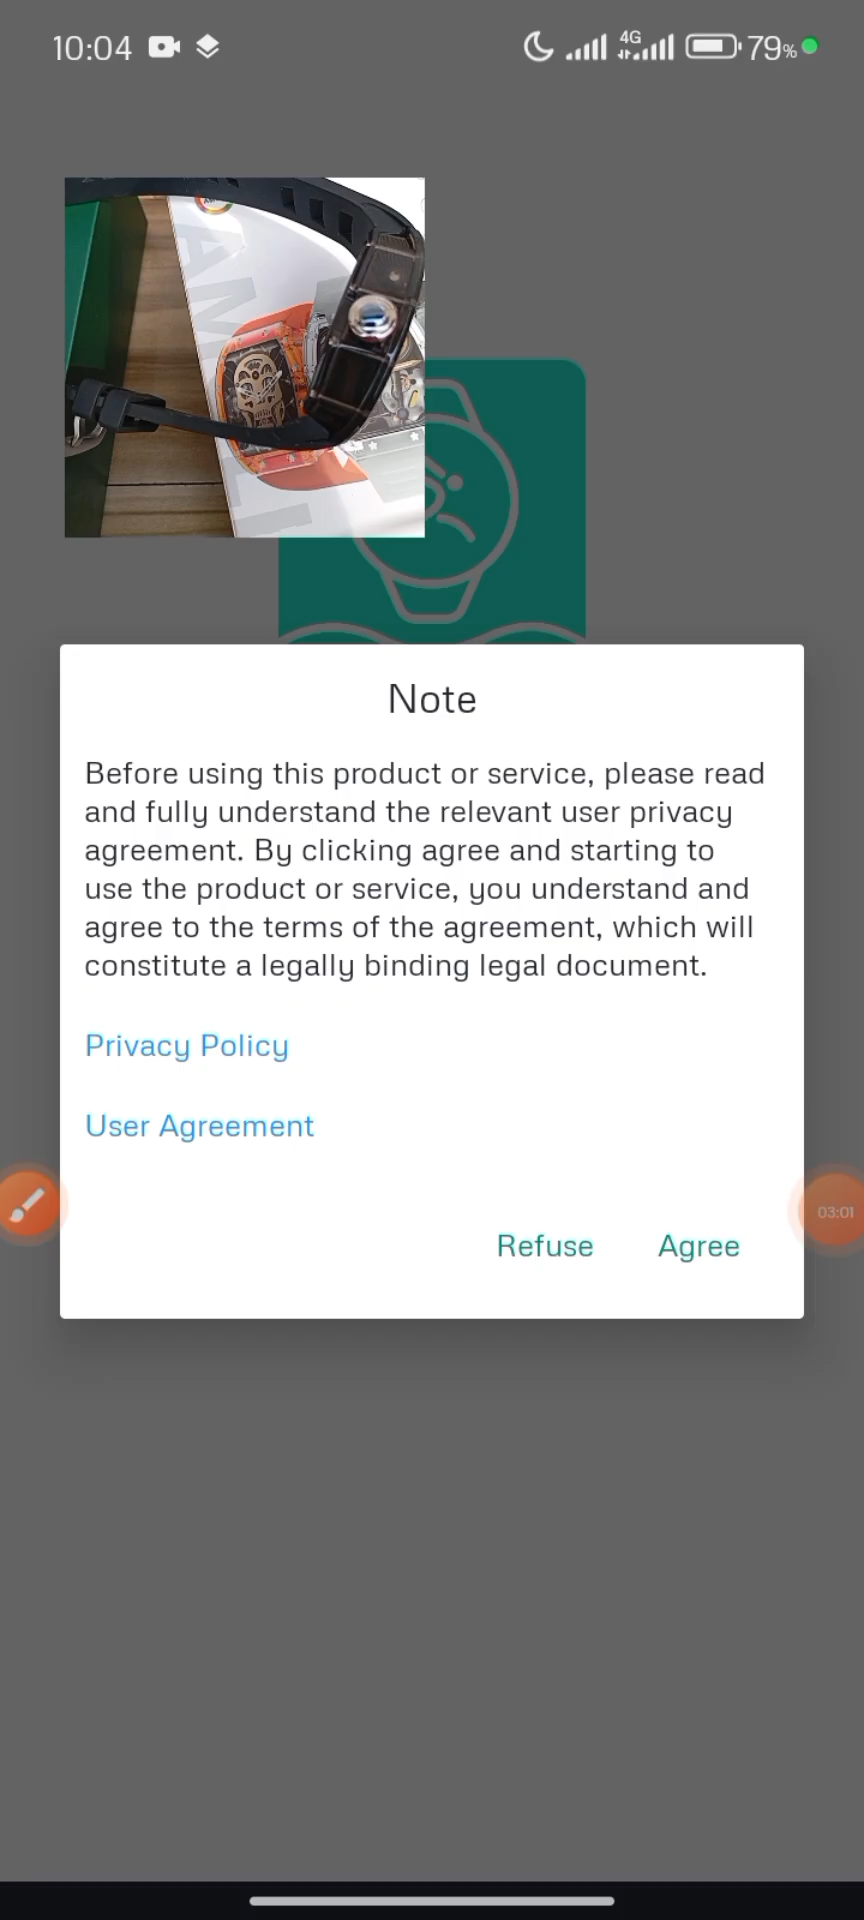 10:04
4G
79%
Note
Before using this product or service, please read
and fully understand the relevant user privacy
agreement. By clicking agree and starting to
use the product or service, you understand and
agree to the terms of the agreement, which will
constitute a legally binding legal document.
Privacy Policy
User Agreement
03:01
Refuse
Agree